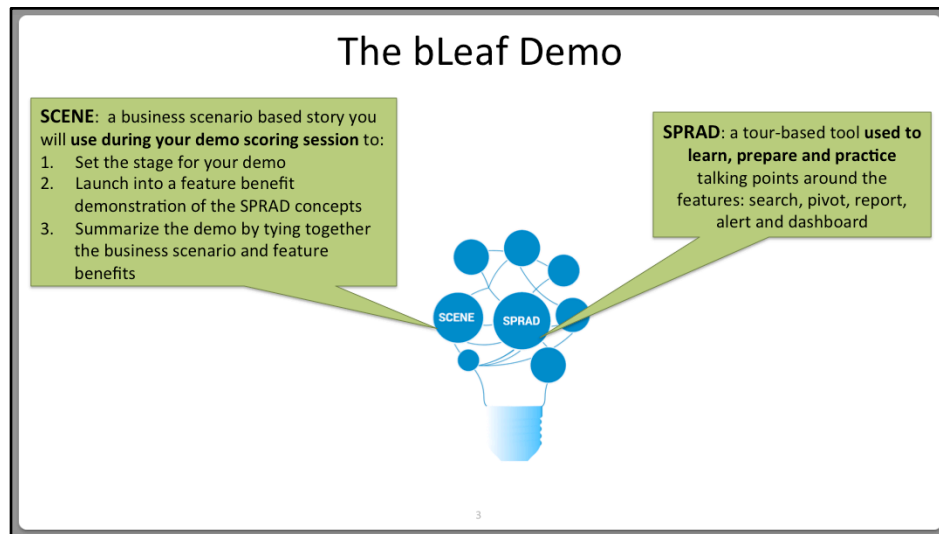 The bLeaf Demo
SCENE: a business scenario based story you
will use during your demo scoring session to:
1. Set the stage for your demo
2. Launch into a feature benefit
demonstration of the SPRAD concepts
3. Summarize the demo by tying together
the business scenario and feature
benefits
SPRAD: a tour-based tool used to
learn, prepare and practice
talking points around the
features: search, pivot, report,
alert and dashboard
SCENE
SPRAD
3